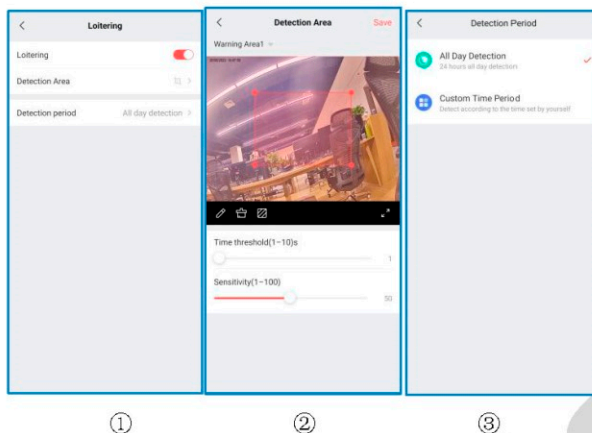 Loitering
Loitering
Detection Area
Detection period All day detection
①
Detection Area Save
Warning Area1
Time threshold(1-10)s
1
Sensitivity(1-100)
50
②
Detection Period
All Day Detection
24 hours all day detection
Custom Time Period
Detect according to the time set by yourself
③